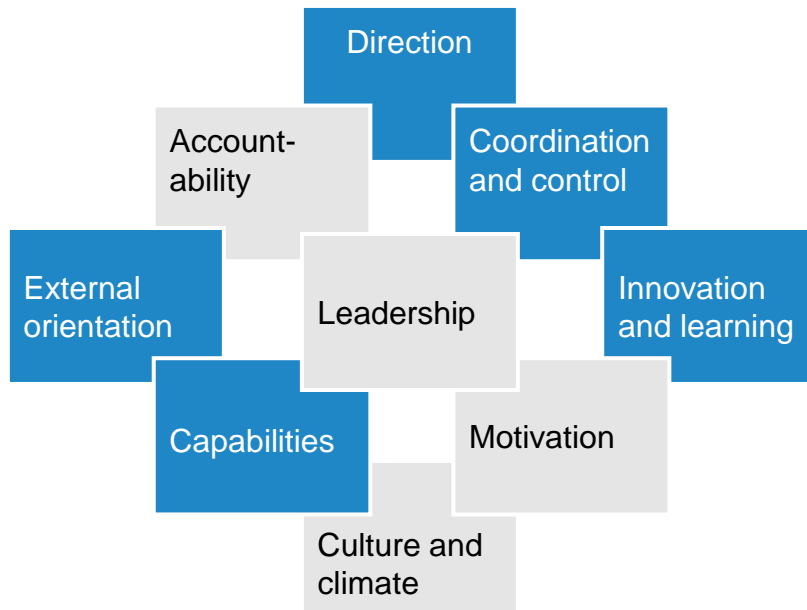 Direction
Account-
ability
Coordination
and control
External
orientation
Leadership
Innovation
and learning
Capabilities
Motivation
Culture and
climate